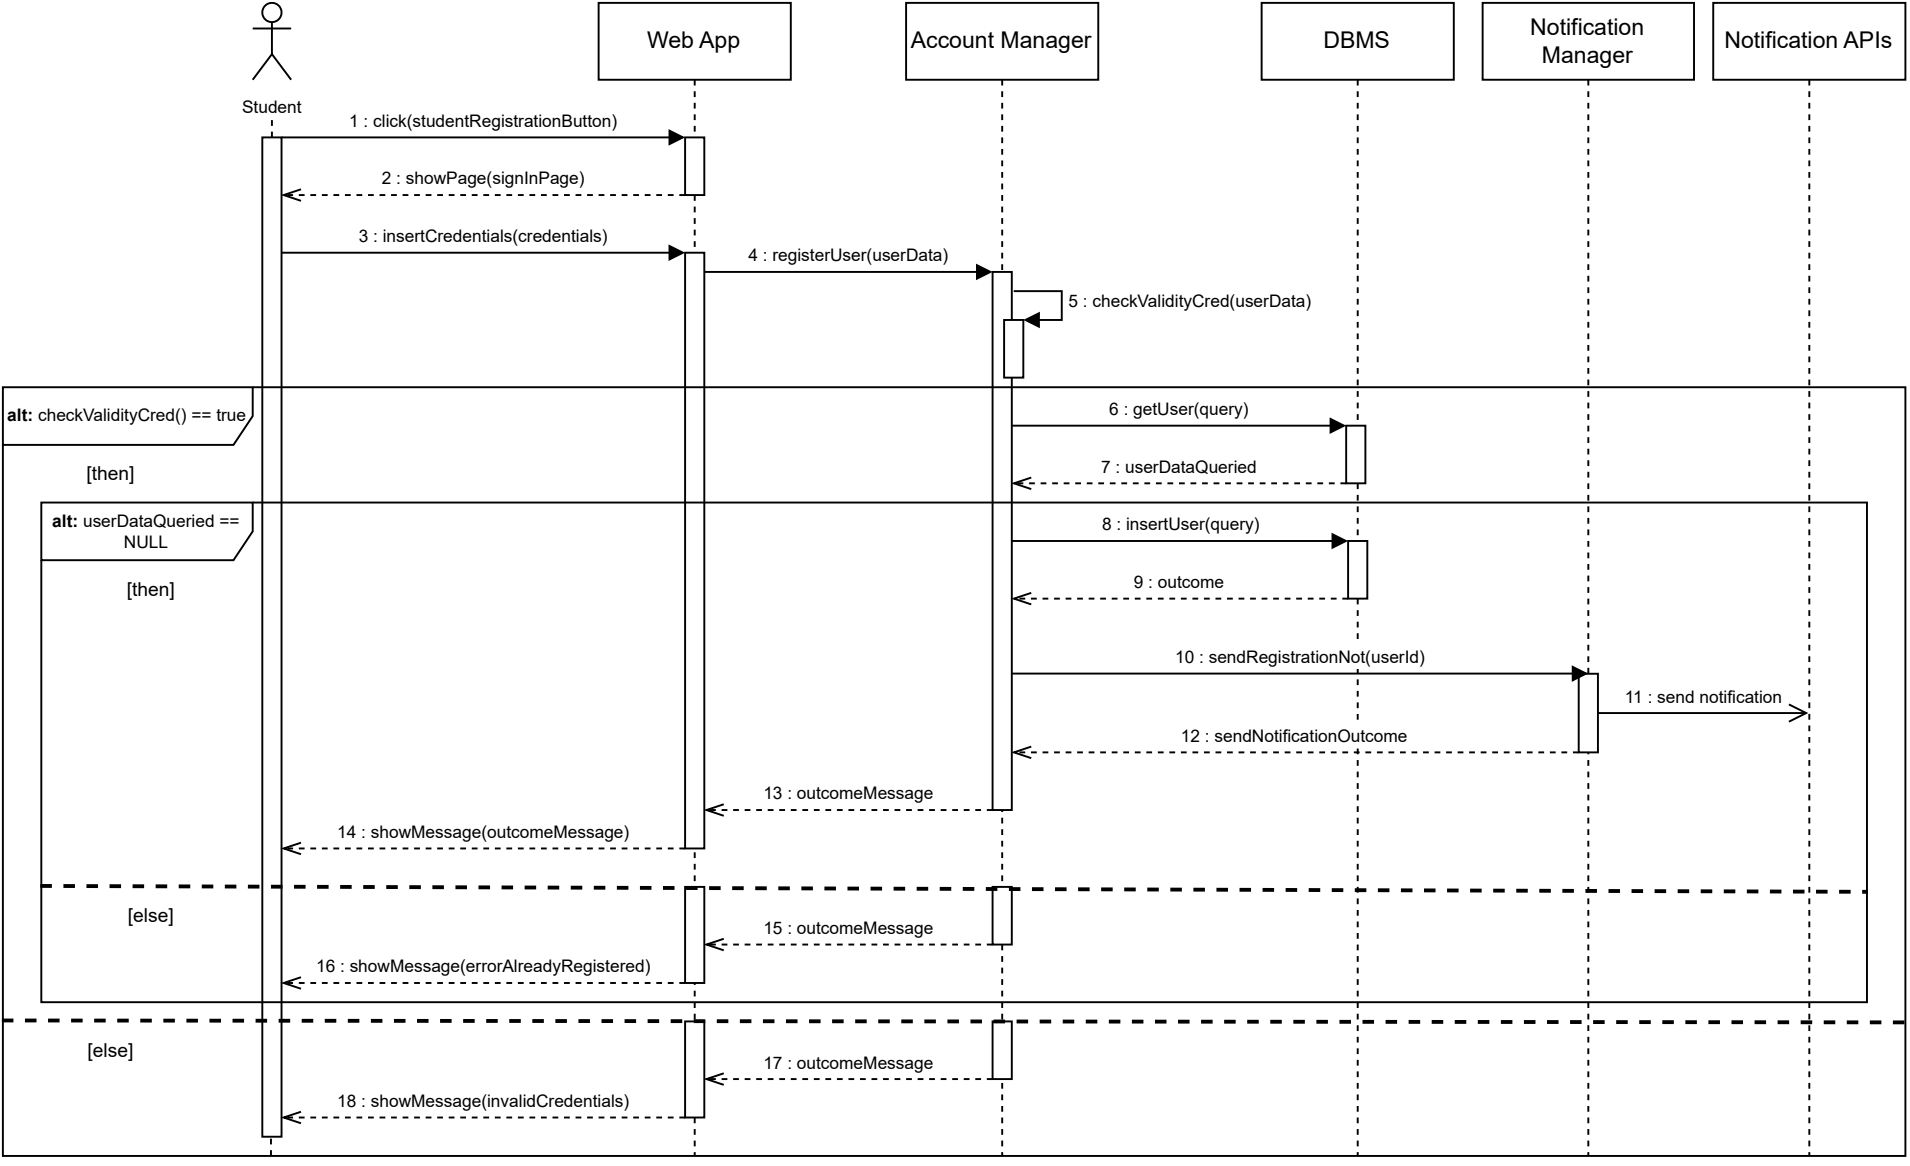 Web App
Account Manager
DBMS
Notification
Manager
Notification APIs
Student
1 : click(studentRegistrationButton)
2 : showPage(signInPage)
3 : insertCredentials(credentials)
4 : registerUser(userData)
5 : checkValidityCred(userData)
alt: checkValidityCred() == true
6 : getUser(query)
[then]
7 : userDataQueried
alt: userDataQueried ==
NULL
8 : insertUser(query)
[then]
9 : outcome
10 : sendRegistrationNot(userId)
11 : send notification
12 : sendNotificationOutcome
13 : outcomeMessage
14 : showMessage(outcomeMessage)
[else]
15 : outcomeMessage
16 : showMessage(errorAlreadyRegistered)
[else]
17 : outcomeMessage
18 : showMessage(invalidCredentials)